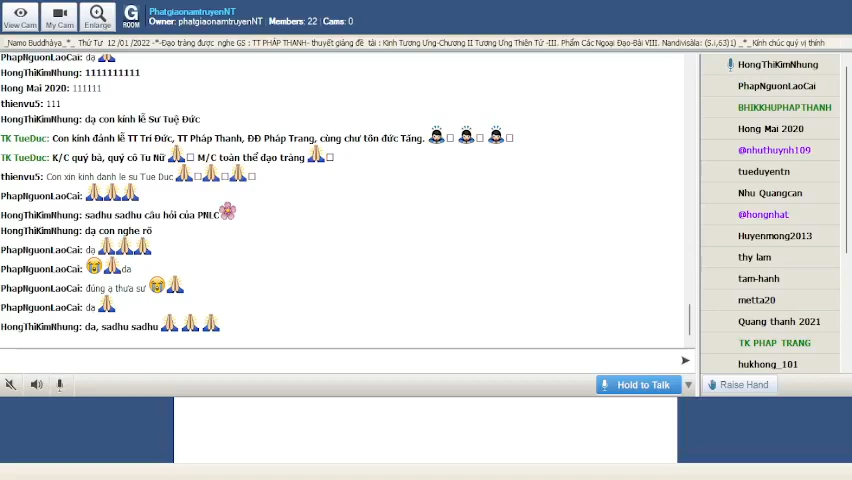 View Cam
My Cam
Enlarge
G
ROOM
PhatgiaonamtruyenNT
Owner: phatgiaonamtruyenNT Members: 22 Cams: 0
_Namo Buddhāya_*_ Thứ Tư 12 /01 /2022 -*-Đạo tràng được nghe GS : TT PHÁP THANH- thuyết giảng đề tài : Kinh Tương Ưng-Chương II Tương Ưng Thiên Tử -III. Phẩm Các Ngoại Đạo-Bài VIII. Nandivisàla: (S.i,63)1) _*_ Kính chúc quý vị thính
PhapNguonLaoCai: dạ
HongThiKimNhung: 1111111111
Hong Mai 2020: 111111
thienvu5: 111
HongThiKimNhung: dạ con kính lễ Sư Tuệ Đức
TK TueDuc: Con kính đảnh lễ TT Trí Đức, TT Pháp Thanh, ĐĐ Pháp Trang, cùng chư tôn đức Tăng.
TK TueDuc: K/C quý bà, quý cô Tu Nữ M/C toàn thể đạo tràng
thienvu5: Con xin kinh danh le su Tue Duc
PhapNguonLaoCai:
HongThiKimNhung: sadhu sadhu câu hỏi của PNLC
HongThiKimNhung: dạ con nghe rõ
PhapNguonLaoCai: dạ
PhapNguonLaoCai: da
PhapNguonLaoCai: đúng ạ thưa sư
PhapNguonLaoCai: dạ
HongThiKimNhung: dạ, sadhu sadhu
Hold to Talk
HongThiKimNhung
PhapNguonLaoCai
BHIKKHUPHAPTHANH
Hong Mai 2020
@nhuthuynh109
tueduyentn
Nhu Quangcan
@hongnhat
Huyenmong2013
thy lam
tam-hanh
metta20
Quang thanh 2021
TK PHAP TRANG
hukhong_101
Raise Hand